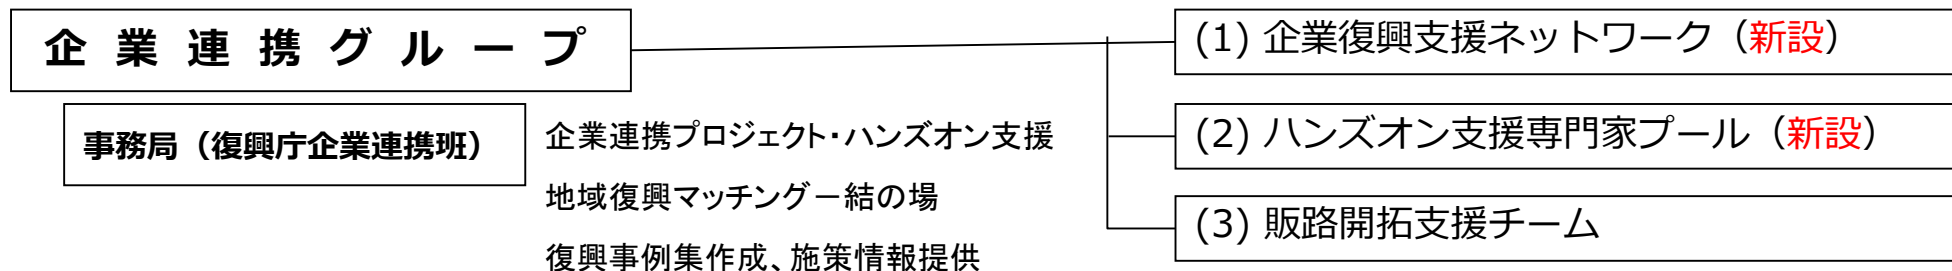 企業連携グループ
事務局（復興庁企業連携班）
企業連携プロジェクト・ハンズオン支援
地域復興マッチングー結の場
復興事例集作成、施策情報提供
(1) 企業復興支援ネットワーク（新設）
(2) ハンズオン支援専門家プール（新設）
(3) 販路開拓支援チーム